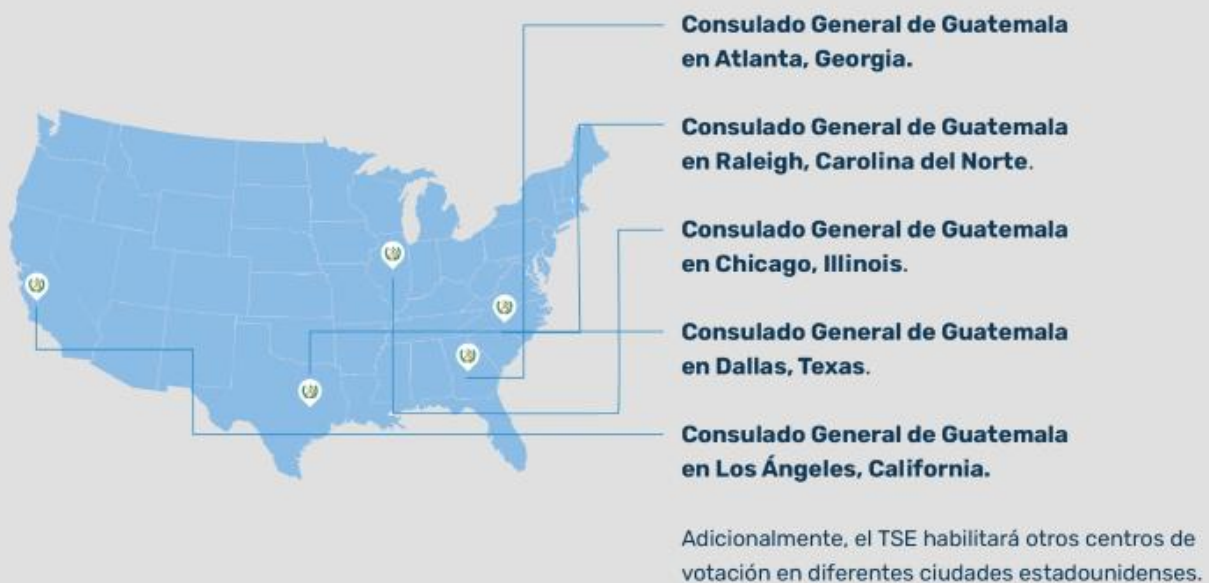 Consulado General de Guatemala
en Atlanta, Georgia.
Consulado General de Guatemala
en Raleigh, Carolina del Norte.
Consulado General de Guatemala
en Chicago, Illinois.
Consulado General de Guatemala
en Dallas, Texas.
Consulado General de Guatemala
en Los Ángeles, California.
Adicionalmente, el TSE habilitará otros centros de
votación en diferentes ciudades estadounidenses.